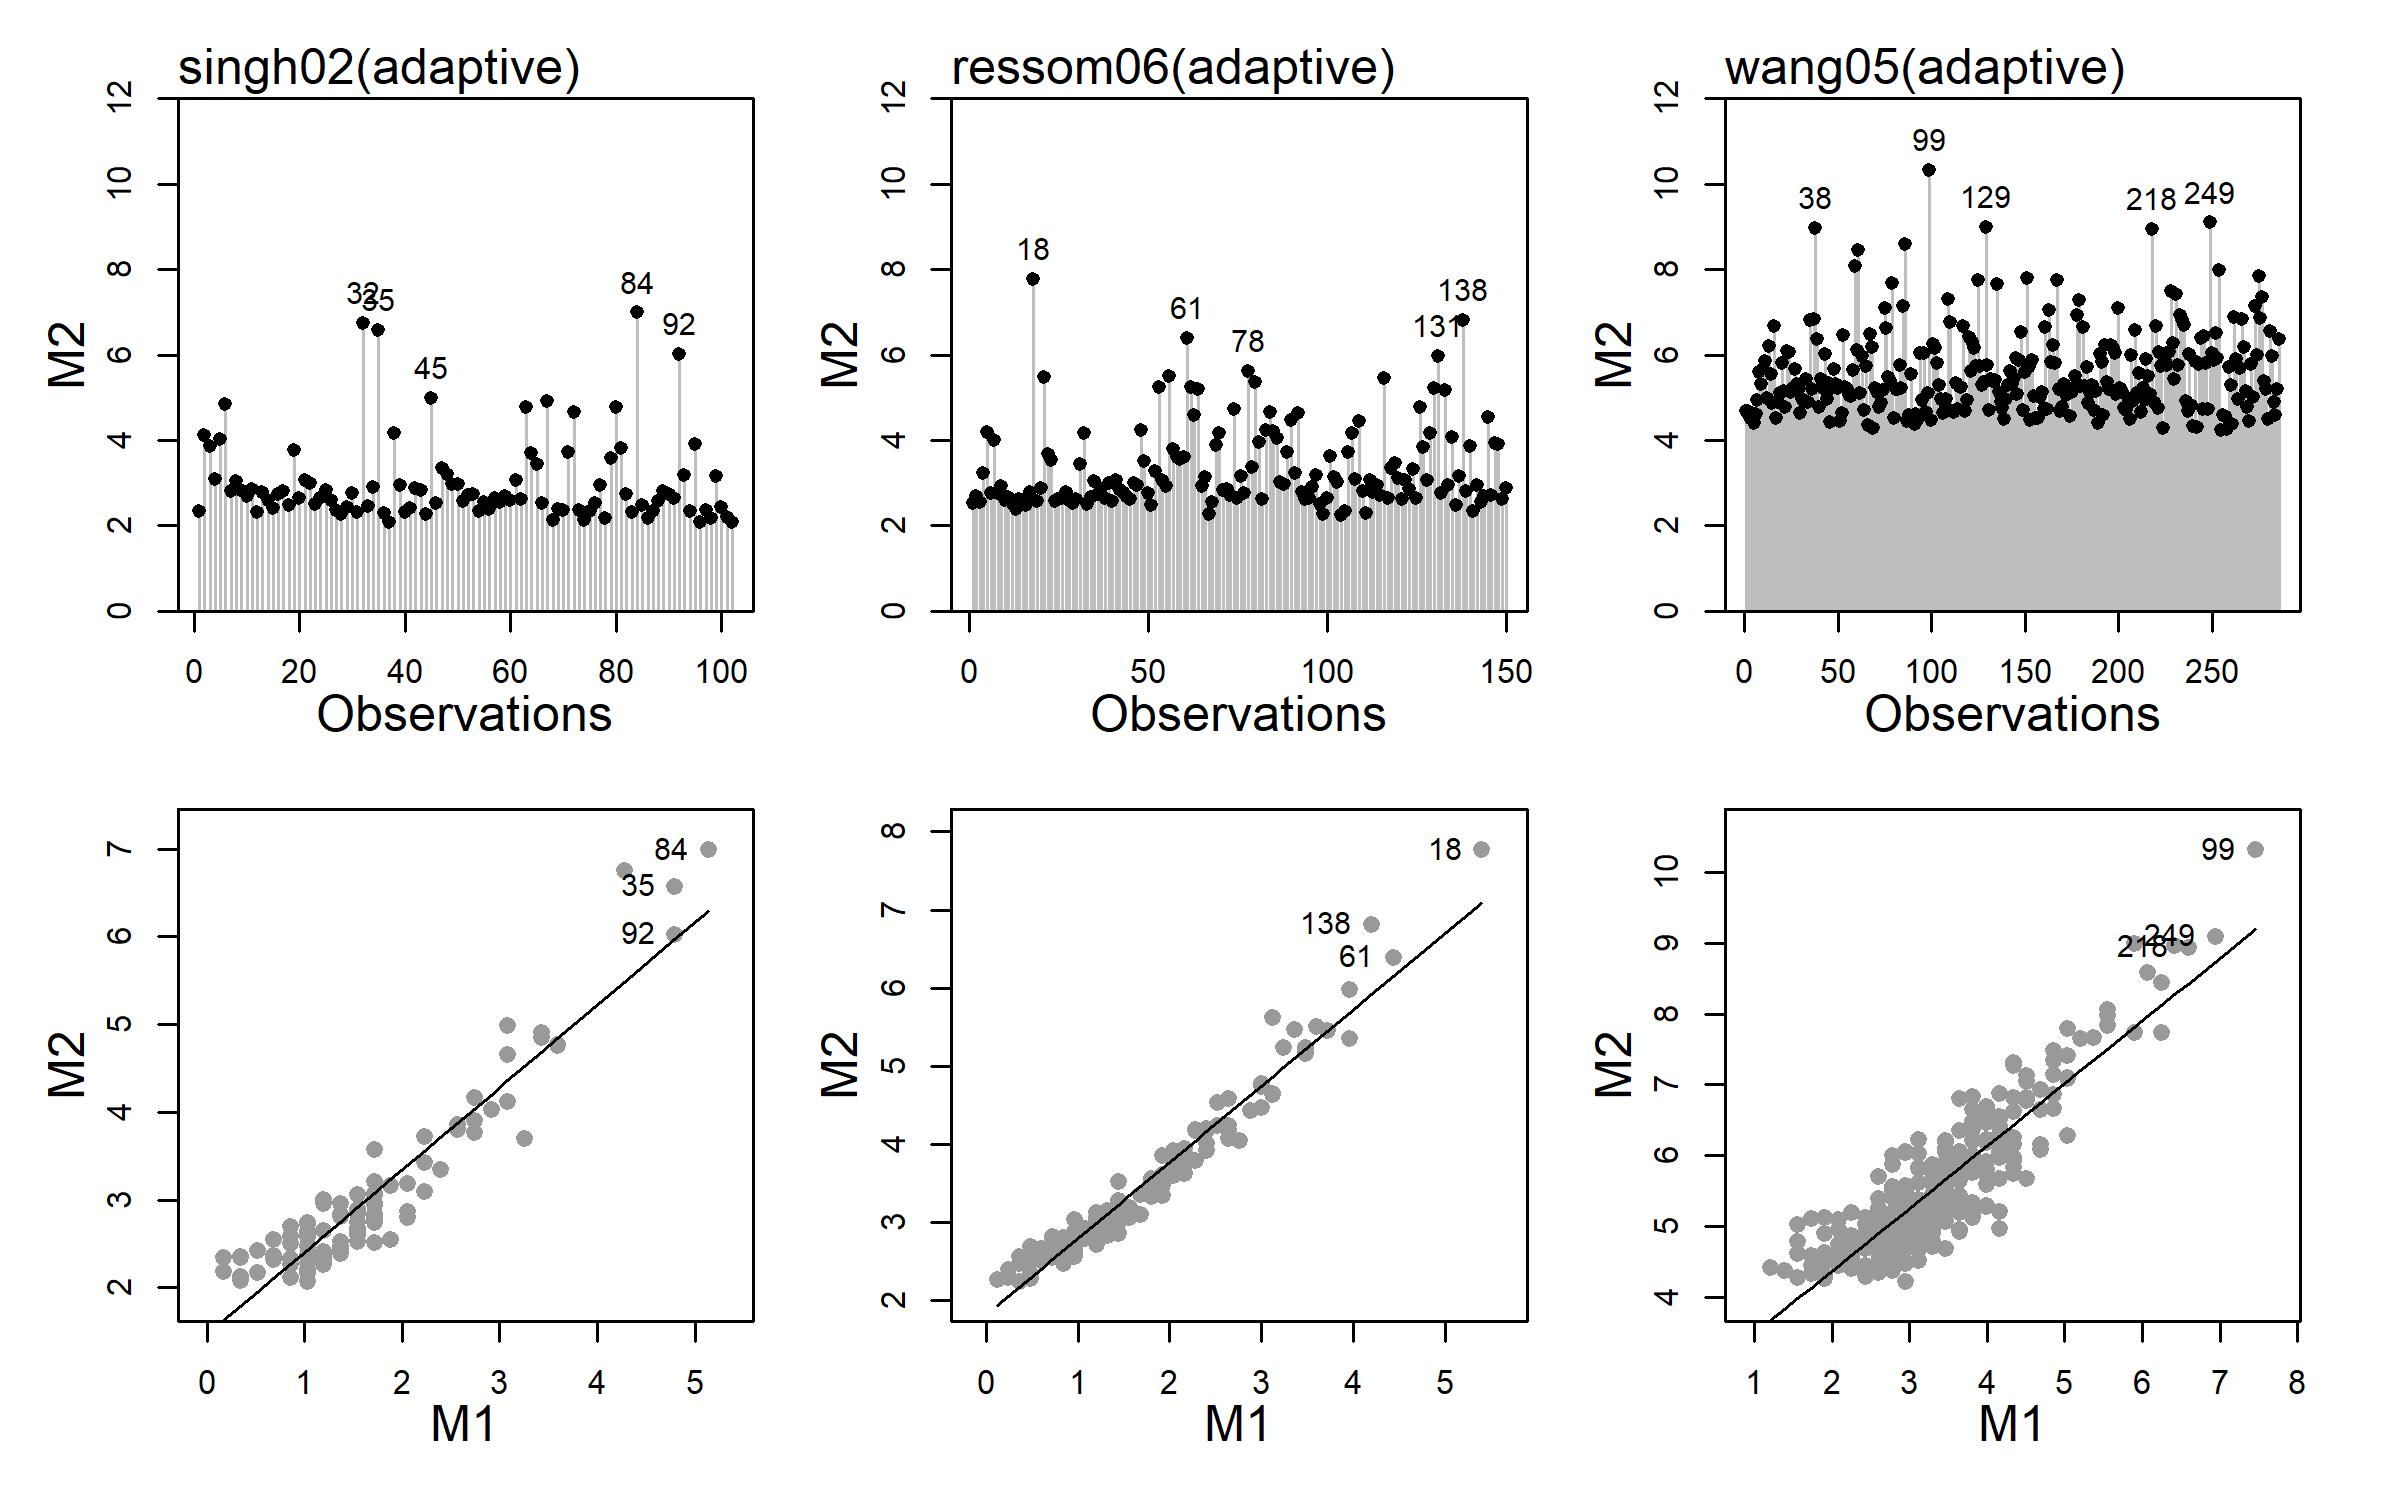 singh02(adaptive)
M2
0 2 4 6 8 10 12
32 35 45 84 92
0 20 40 60 80 100
Observations
ressom06(adaptive)
M2
0 2 4 6 8 10 12
18 61 78 131 138
0 50 100 150
Observations
wang05(adaptive)
M2
0 2 4 6 8 10 12
38 99 129 218 249
0 50 100 150 200 250
Observations
M2
2 3 4 5 6 7
84
35
92
0 1 2 3 4 5
M1
M2
2 3 4 5 6 7 8
18
138
61
0 1 2 3 4 5
M1
M2
4 5 6 7 8 9 10
99
249
218
1 2 3 4 5 6 7 8
M1